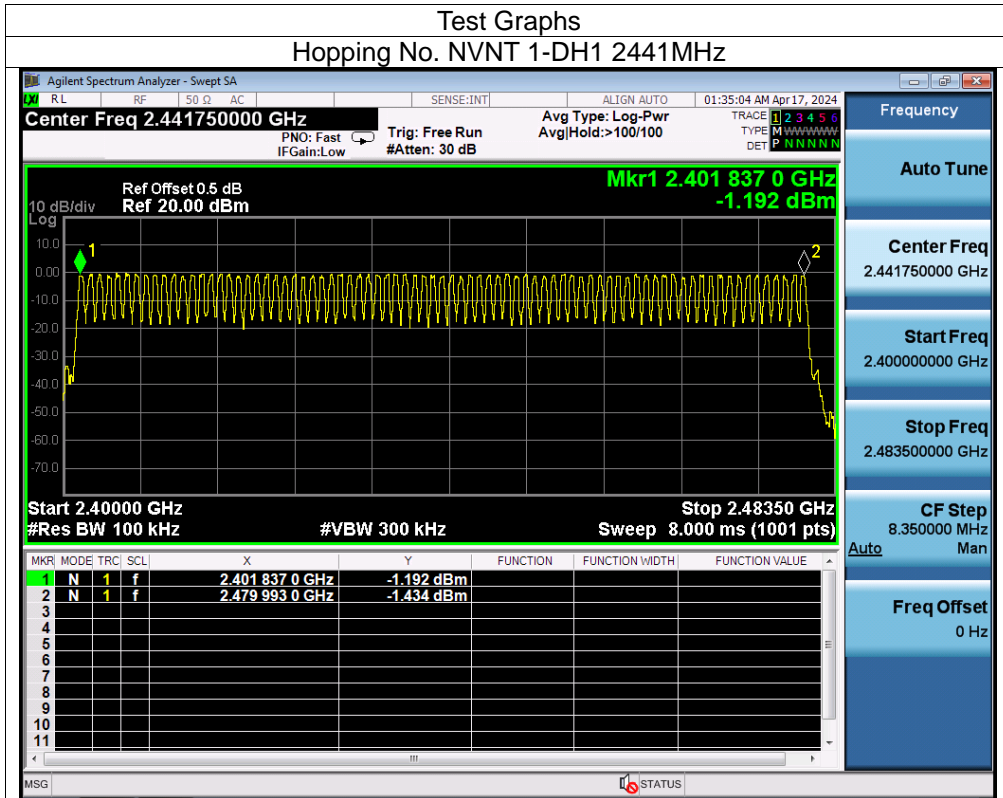 Test Graphs
Hopping No. NVNT 1-DH1 2441MHz
Agilent Spectrum Analyzer - Swept SA
LXI RL RF 50 Ω AC SENSE:INT ALIGN AUTO 01:35:04 AM Apr 17, 2024
Center Freq 2.441750000 GHz
PNO: Fast
IFGain:Low
Trig: Free Run
#Atten: 30 dB
Avg Type: Log-Pwr
Avg|Hold:>100/100
TRACE 1 2 3 4 5 6
TYPE M WWWWW
DET P N N N N N
Mkr1 2.401 837 0 GHz
-1.192 dBm
Ref Offset 0.5 dB
10 dB/div Ref 20.00 dBm
Log
10.0
0.00
-10.0
-20.0
-30.0
-40.0
-50.0
-60.0
-70.0
1
2
Start 2.40000 GHz Stop 2.48350 GHz
#Res BW 100 kHz #VBW 300 kHz Sweep 8.000 ms (1001 pts)
MKR MODE TRC SCL X Y FUNCTION FUNCTION WIDTH FUNCTION VALUE
1 N 1 f 2.401 837 0 GHz -1.192 dBm
2 N 1 f 2.479 993 0 GHz -1.434 dBm
3
4
5
6
7
8
9
10
11
MSG STATUS
Frequency
Auto Tune
Center Freq
2.441750000 GHz
Start Freq
2.400000000 GHz
Stop Freq
2.483500000 GHz
CF Step
8.350000 MHz
Auto Man
Freq Offset
0 Hz